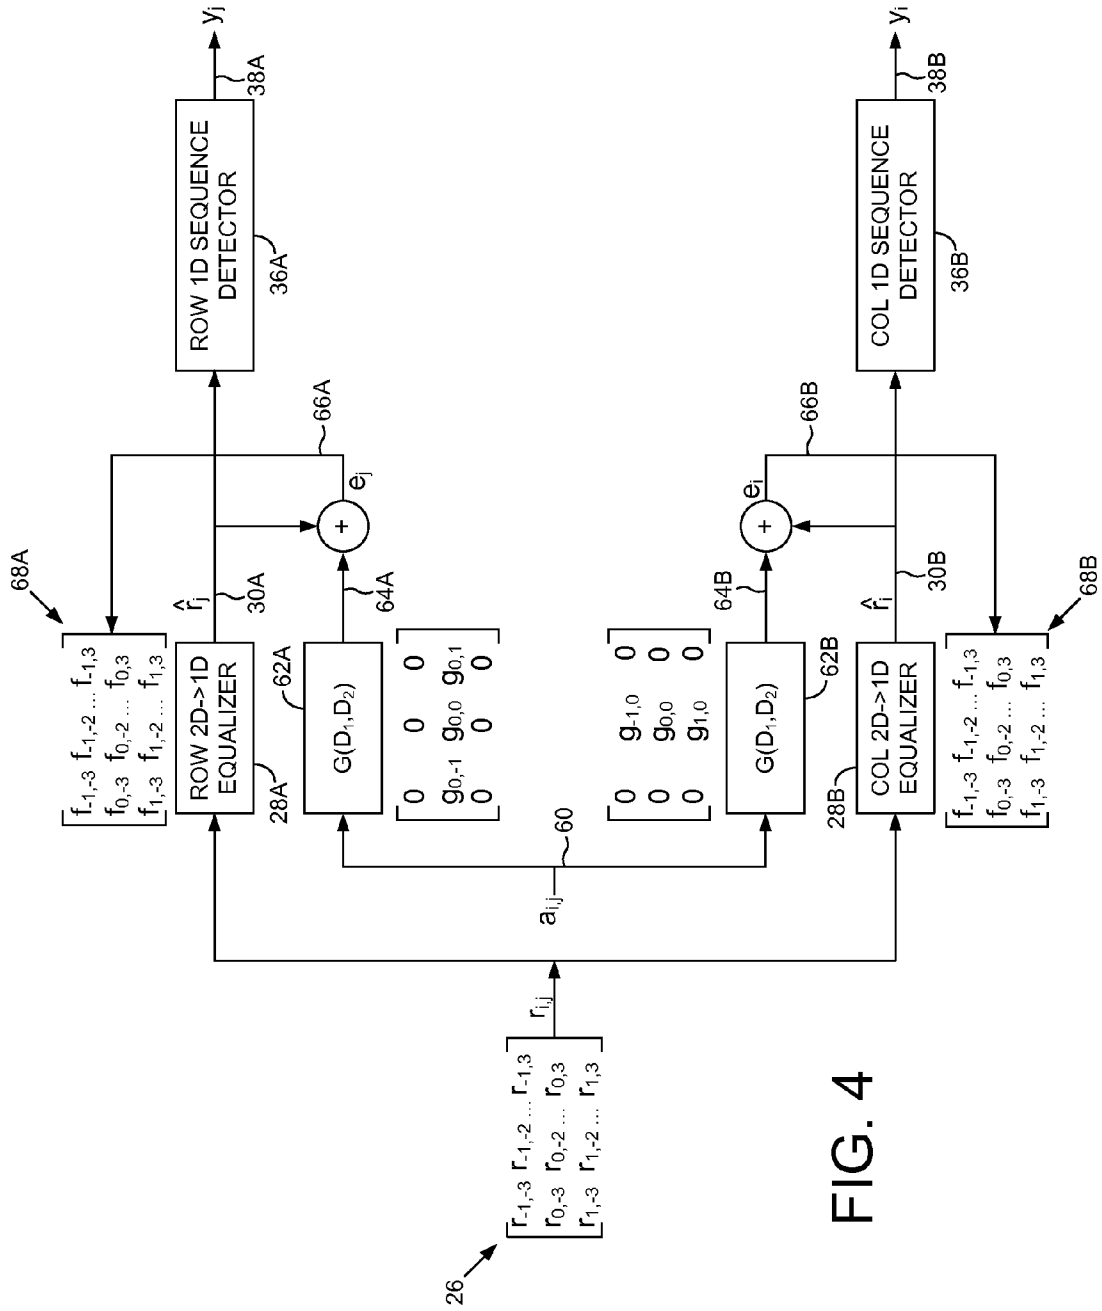 68A
[f-1,-3 f-1,-2 ... f-1,3
f0,-3 f0,-2 ... f0,3
f1,-3 f1,-2 ... f1,3]
ROW 2D->1D
EQUALIZER
28A
r̂j
30A
ROW 1D SEQUENCE
DETECTOR
36A
38A
yj
62A
G(D1,D2)
64A
+
ej
66A
[0 0 0
g0,-1 g0,0 g0,1
0 0 0]
26
[r-1,-3 r-1,-2 ... r-1,3
r0,-3 r0,-2 ... r0,3
r1,-3 r1,-2 ... r1,3]
ri,j
ai,j
60
[0 g-1,0 0
0 g0,0 0
0 g1,0 0]
G(D1,D2)
62B
64B
+
ei
66B
28B
COL 2D->1D
EQUALIZER
r̂i
30B
COL 1D SEQUENCE
DETECTOR
36B
38B
yi
[f-1,-3 f-1,-2 ... f-1,3
f0,-3 f0,-2 ... f0,3
f1,-3 f1,-2 ... f1,3]
68B
FIG. 4